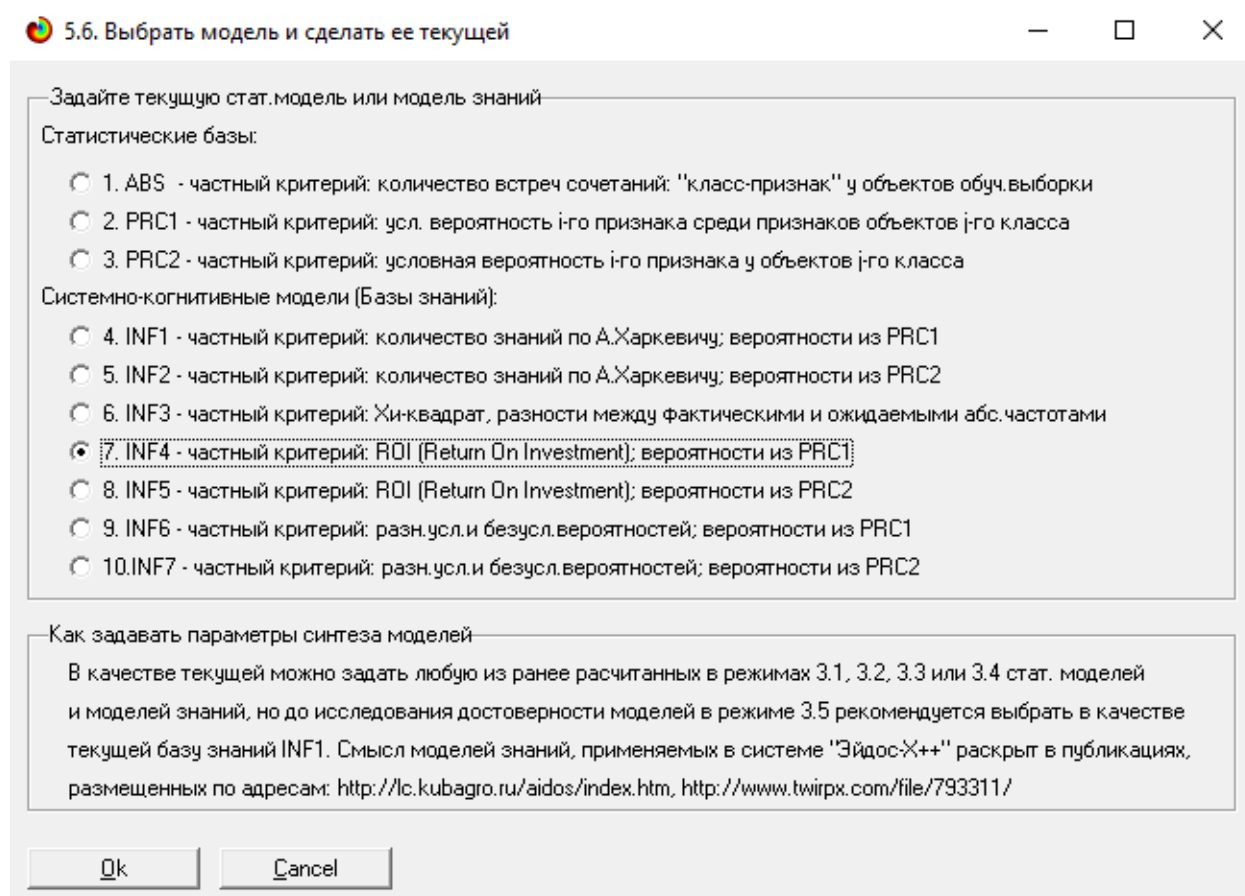 5.6. Выбрать модель и сделать ее текущей
Задайте текущую стат.модель или модель знаний
Статистические базы:
1. ABS - частный критерий: количество встреч сочетаний: "класс-признак" у объектов обуч.выборки
2. PRC1 - частный критерий: усл. вероятность i-го признака среди признаков объектов j-го класса
3. PRC2 - частный критерий: условная вероятность i-го признака у объектов j-го класса
Системно-когнитивные модели (Базы знаний):
4. INF1 - частный критерий: количество знаний по А.Харкевичу; вероятности из PRC1
5. INF2 - частный критерий: количество знаний по А.Харкевичу; вероятности из PRC2
6. INF3 - частный критерий: Хи-квадрат, разности между фактическими и ожидаемыми абс.частотами
7. INF4 - частный критерий: ROI (Return On Investment); вероятности из PRC1
8. INF5 - частный критерий: ROI (Return On Investment); вероятности из PRC2
9. INF6 - частный критерий: разн.усл.и безусл.вероятностей; вероятности из PRC1
10.INF7 - частный критерий: разн.усл.и безусл.вероятностей; вероятности из PRC2
Как задавать параметры синтеза моделей
В качестве текущей можно задать любую из ранее расчитанных в режимах 3.1, 3.2, 3.3 или 3.4 стат. моделей
и моделей знаний, но до исследования достоверности моделей в режиме 3.5 рекомендуется выбрать в качестве
текущей базу знаний INF1. Смысл моделей знаний, применяемых в системе "Эйдос-Х++" раскрыт в публикациях,
размещенных по адресам: http://lc.kubagro.ru/aidos/index.htm, http://www.twirpx.com/file/793311/
Ok
Cancel